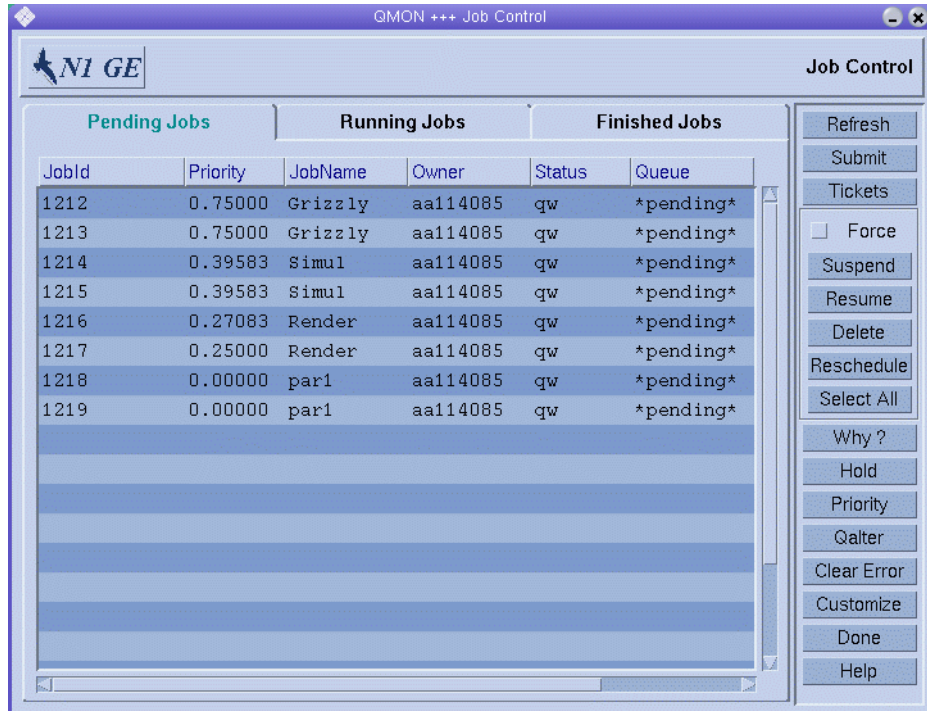 QMON +++ Job Control
N1 GE
Job Control
Pending Jobs Running Jobs Finished Jobs
JobId Priority JobName Owner Status Queue
1212 0.75000 Grizzly aa114085 qw *pending*
1213 0.75000 Grizzly aa114085 qw *pending*
1214 0.39583 Simul aa114085 qw *pending*
1215 0.39583 Simul aa114085 qw *pending*
1216 0.27083 Render aa114085 qw *pending*
1217 0.25000 Render aa114085 qw *pending*
1218 0.00000 par1 aa114085 qw *pending*
1219 0.00000 par1 aa114085 qw *pending*
Refresh
Submit
Tickets
Force
Suspend
Resume
Delete
Reschedule
Select All
Why ?
Hold
Priority
Qalter
Clear Error
Customize
Done
Help